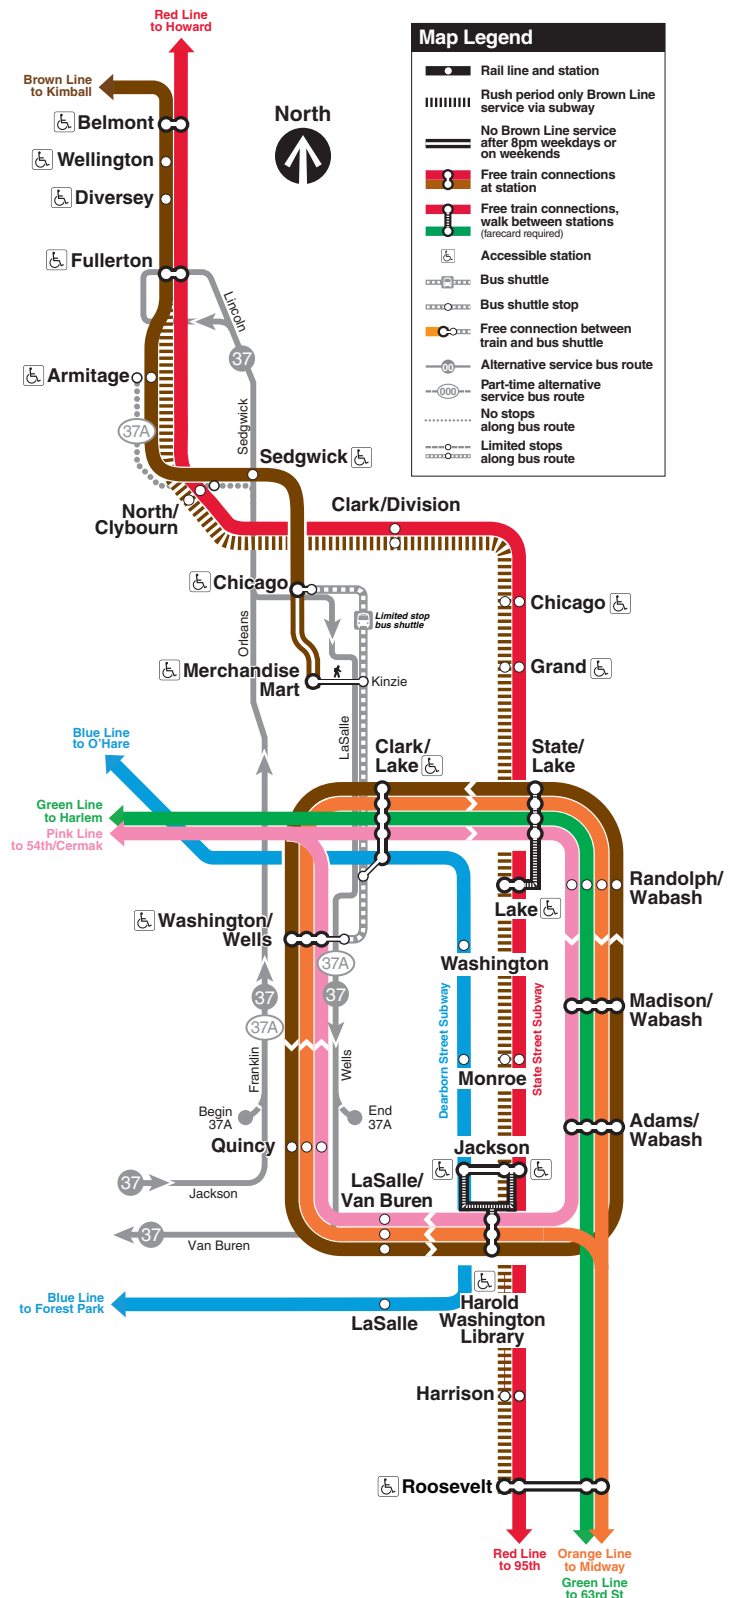 Red Line
to Howard
Brown Line
to Kimball
Belmont
Wellington
Diversey
Fullerton
North
Map Legend
Rail line and station
Rush period only Brown Line
service via subway
No Brown Line service
after 8pm weekdays or
on weekends
Free train connections
at station
Free train connections,
walk between stations
(farecard required)
Accessible station
Bus shuttle
Bus shuttle stop
Free connection between
train and bus shuttle
00
Alternative service bus route
000
Part-time alternative
service bus route
No stops
along bus route
Limited stops
along bus route
Lincoln
37
Armitage
37A
Sedgwick
Sedgwick
North/
Clybourn
Clark/Division
Chicago
Limited stop
bus shuttle
Chicago
Orleans
Merchandise
Mart
Kinzie
Grand
LaSalle
Blue Line
to O'Hare
Clark/
Lake
State/
Lake
Green Line
to Harlem
Pink Line
to 54th/Cermak
Randolph/
Wabash
Lake
Washington/
Wells
Washington
37A
37
37
37A
Madison/
Wabash
Dearborn Street Subway
State Street Subway
Franklin
Wells
Monroe
Begin
37A
End
37A
Adams/
Wabash
Quincy
Jackson
37
Jackson
LaSalle/
Van Buren
37
Van Buren
Blue Line
to Forest Park
LaSalle
Harold
Washington
Library
Harrison
Roosevelt
Red Line
to 95th
Orange Line
to Midway
Green Line
to 63rd St